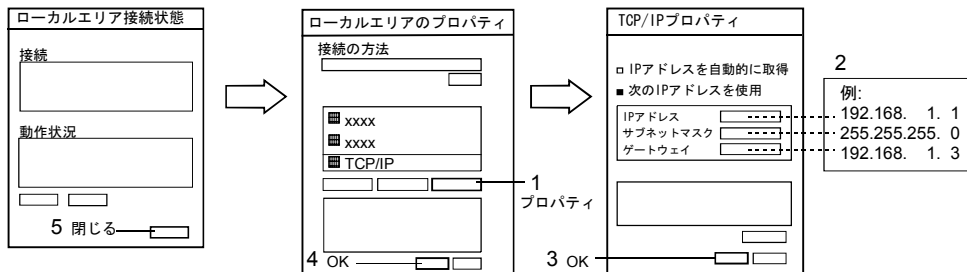 ローカルエリア接続状態
接続
動作状況
5 閉じる
ローカルエリアのプロパティ
接続の方法
xxxx
xxxx
TCP/IP
1
プロパティ
4 OK
TCP/IPプロパティ
IPアドレスを自動的に取得
次のIPアドレスを使用
IPアドレス
サブネットマスク
ゲートウェイ
3 OK
2
例:
192.168. 1. 1
255.255.255. 0
192.168. 1. 3